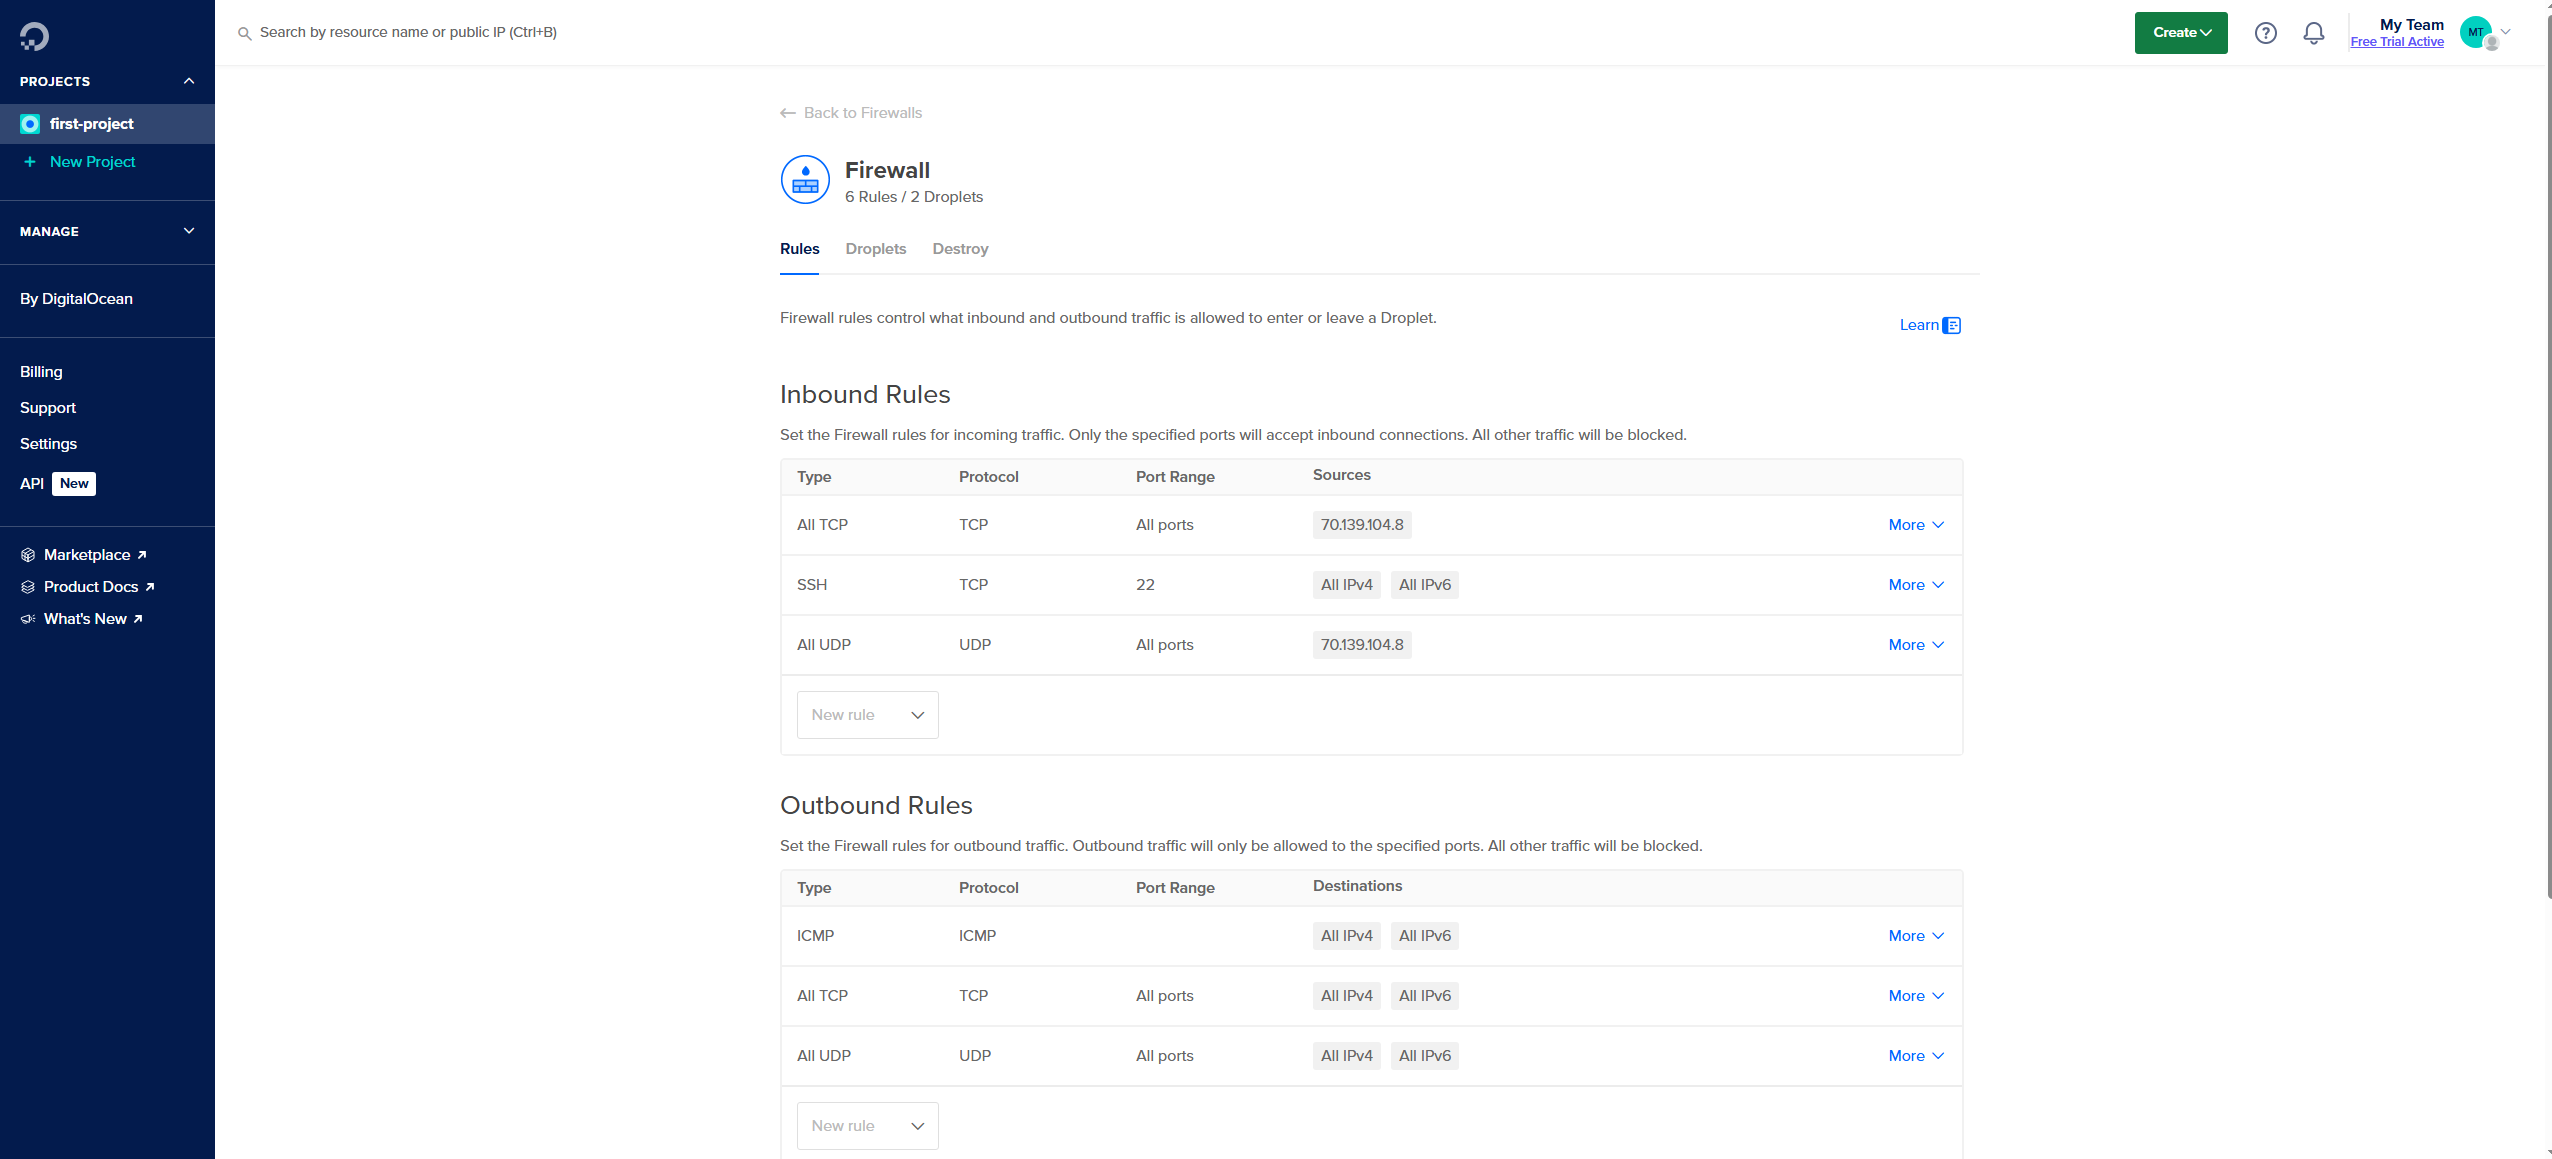 Search by resource name or public IP (Ctrl+B)
Create
My Team
Free Trial Active
MT
PROJECTS
first-project
+ New Project
MANAGE
By DigitalOcean
Billing
Support
Settings
API New
Marketplace
Product Docs
What's New
← Back to Firewalls
Firewall
6 Rules / 2 Droplets
Rules Droplets Destroy
Firewall rules control what inbound and outbound traffic is allowed to enter or leave a Droplet.
Learn
Inbound Rules
Set the Firewall rules for incoming traffic. Only the specified ports will accept inbound connections. All other traffic will be blocked.
Type Protocol Port Range Sources
All TCP TCP All ports 70.139.104.8 More
SSH TCP 22 All IPv4 All IPv6 More
All UDP UDP All ports 70.139.104.8 More
New rule
Outbound Rules
Set the Firewall rules for outbound traffic. Outbound traffic will only be allowed to the specified ports. All other traffic will be blocked.
Type Protocol Port Range Destinations
ICMP ICMP All IPv4 All IPv6 More
All TCP TCP All ports All IPv4 All IPv6 More
All UDP UDP All ports All IPv4 All IPv6 More
New rule